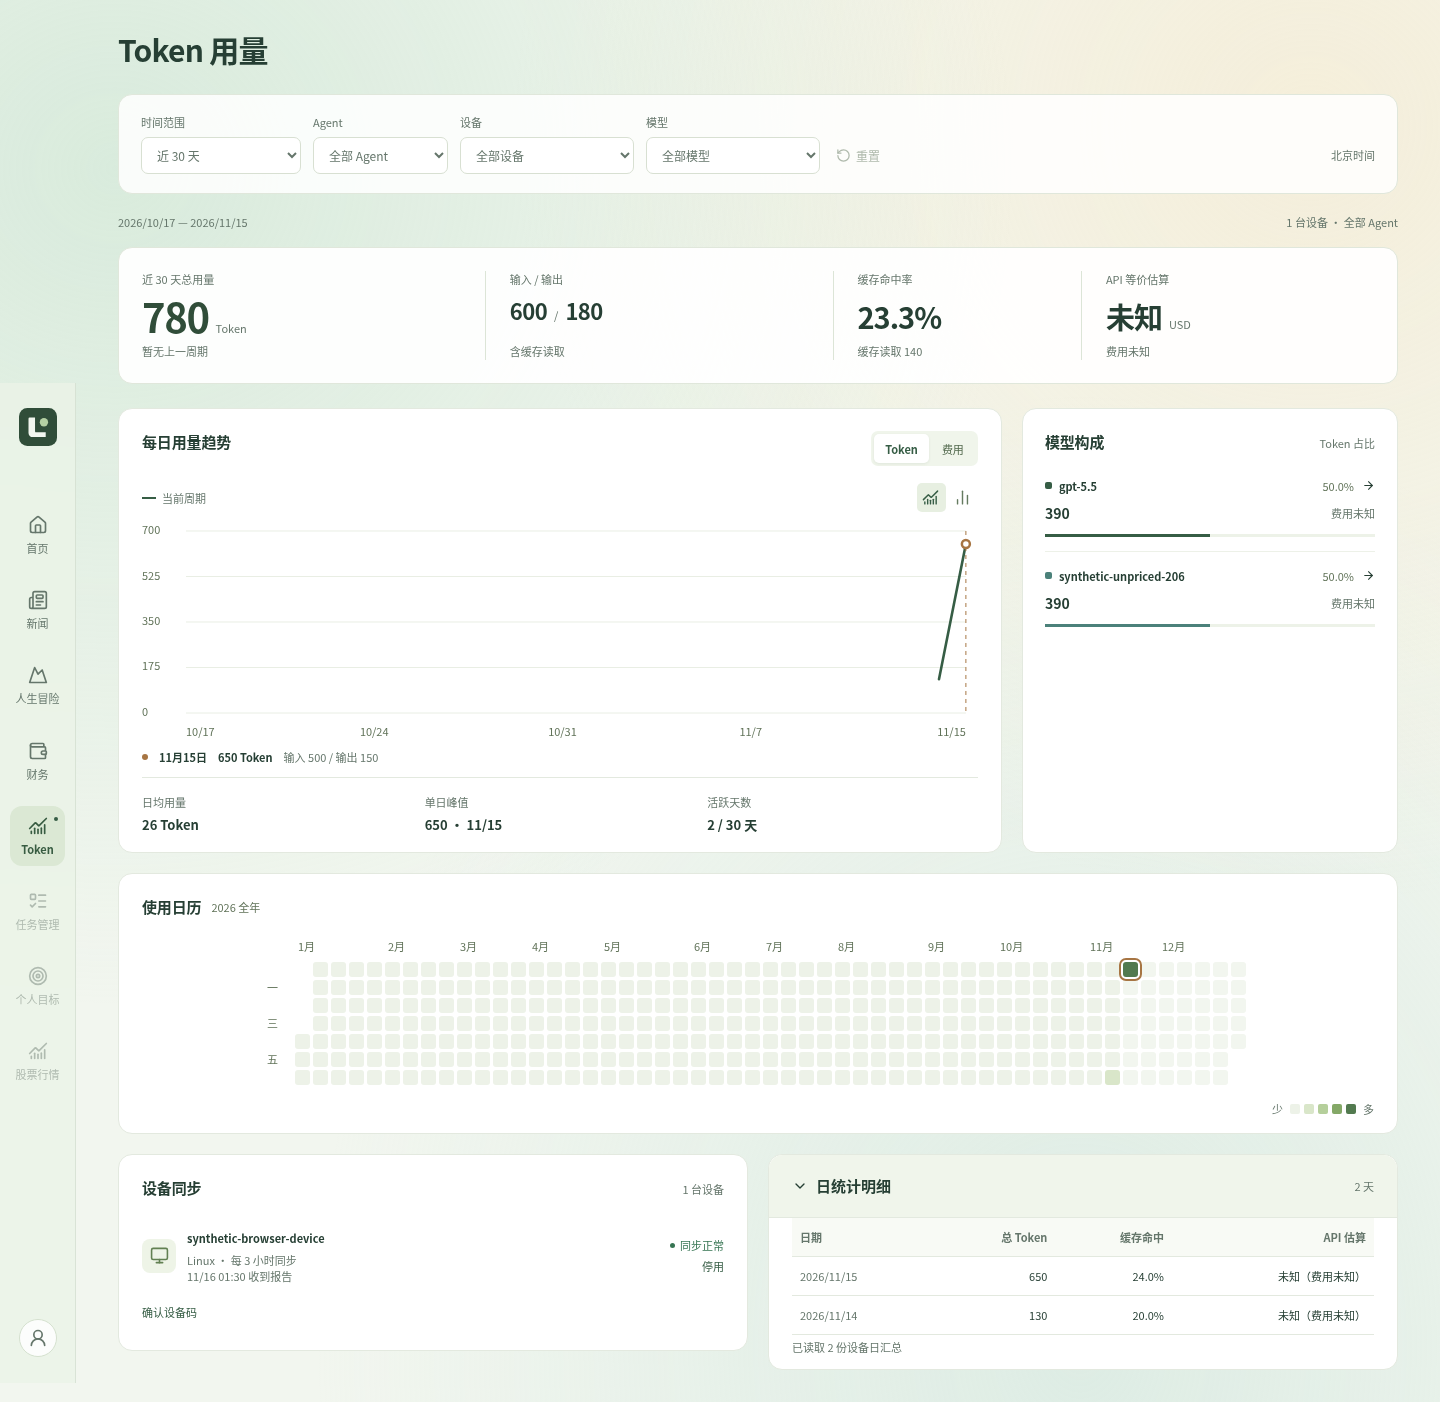 Token 用量
时间范围
Agent
设备
模型
近 30 天
全部 Agent
全部设备
全部模型
重置
北京时间
2026/10/17 — 2026/11/15
1 台设备 · 全部 Agent
近 30 天总用量
780 Token
暂无上一周期
输入 / 输出
600 / 180
含缓存读取
缓存命中率
23.3%
缓存读取 140
API 等价估算
未知 USD
费用未知
首页
新闻
人生冒险
财务
Token
任务管理
个人目标
股票行情
每日用量趋势
Token
费用
当前周期
700
525
350
175
0
10/17
10/24
10/31
11/7
11/15
11月15日 650 Token 输入 500 / 输出 150
日均用量
26 Token
单日峰值
650 · 11/15
活跃天数
2 / 30 天
模型构成
Token 占比
gpt-5.5
50.0%
390
费用未知
synthetic-unpriced-206
50.0%
390
费用未知
使用日历 2026 全年
1月
2月
3月
4月
5月
6月
7月
8月
9月
10月
11月
12月
一
三
五
少
多
设备同步
1 台设备
synthetic-browser-device
Linux · 每 3 小时同步
11/16 01:30 收到报告
同步正常
停用
确认设备码
日统计明细
2 天
日期 总 Token 缓存命中 API 估算
2026/11/15 650 24.0% 未知（费用未知）
2026/11/14 130 20.0% 未知（费用未知）
已读取 2 份设备日汇总